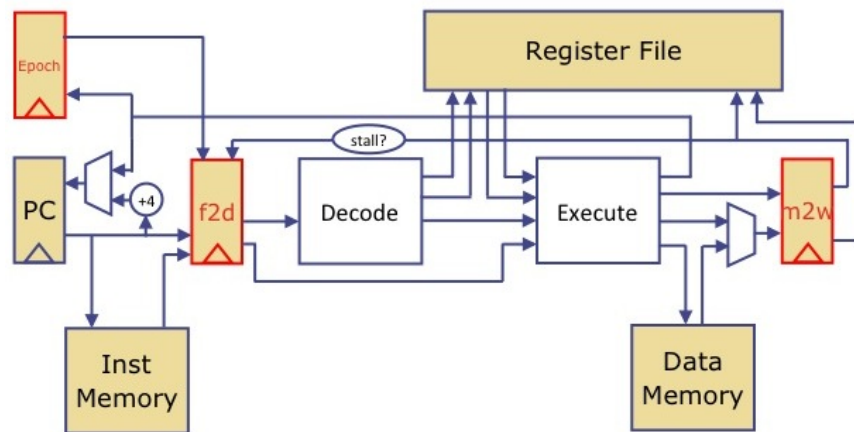 Epoch
Register File
stall?
PC
+4
f2d
Decode
Execute
m2w
Inst
Memory
Data
Memory